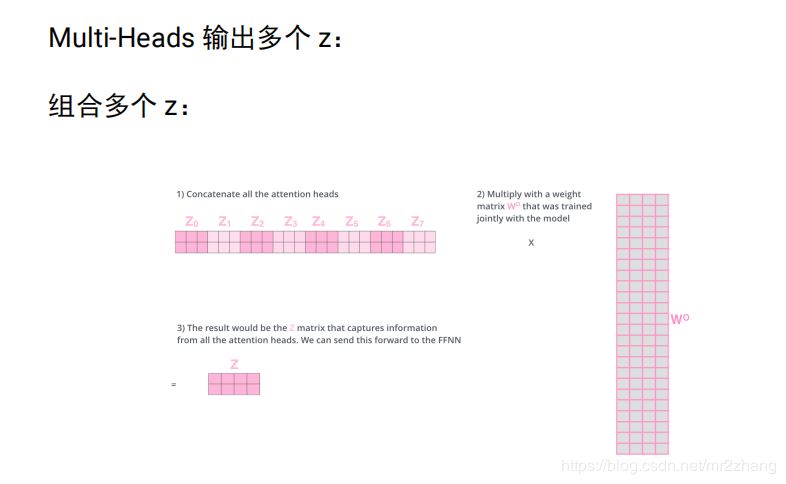 Multi-Heads 输出多个 z：
组合多个 z：
1) Concatenate all the attention heads
Z0 Z1 Z2 Z3 Z4 Z5 Z6 Z7
2) Multiply with a weight
matrix WO that was trained
jointly with the model
X
WO
3) The result would be the Z matrix that captures information
from all the attention heads. We can send this forward to the FFNN
Z
=
https://blog.csdn.net/mr2zhang